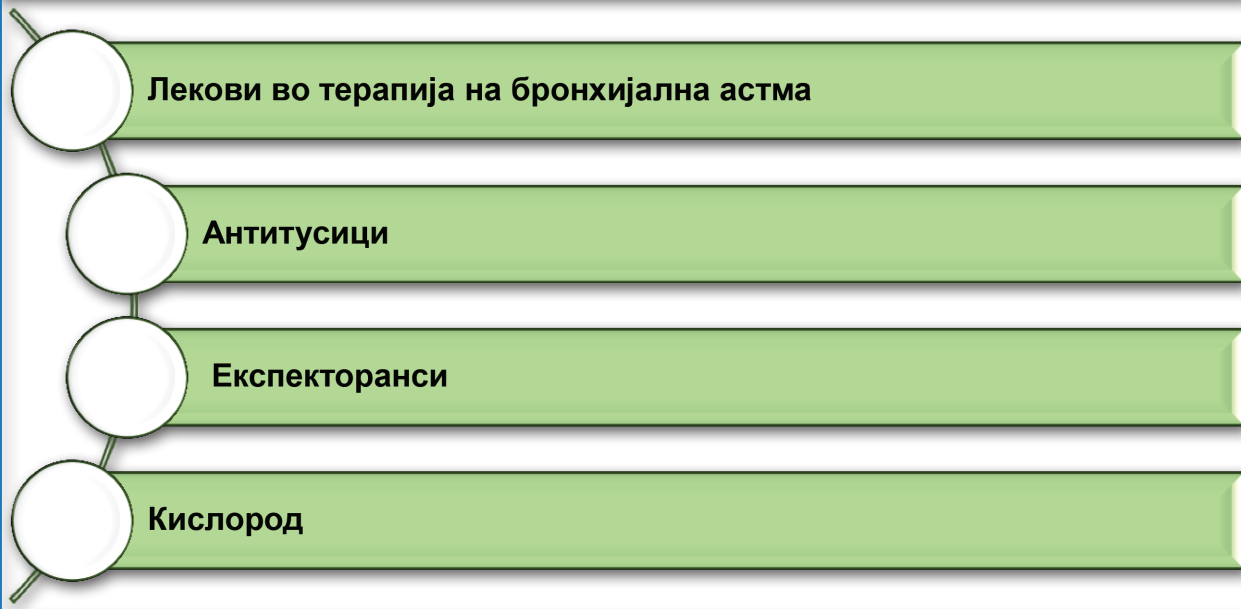 Лекови во терапија на бронхијална астма
Антитусици
Експекторанси
Кислород